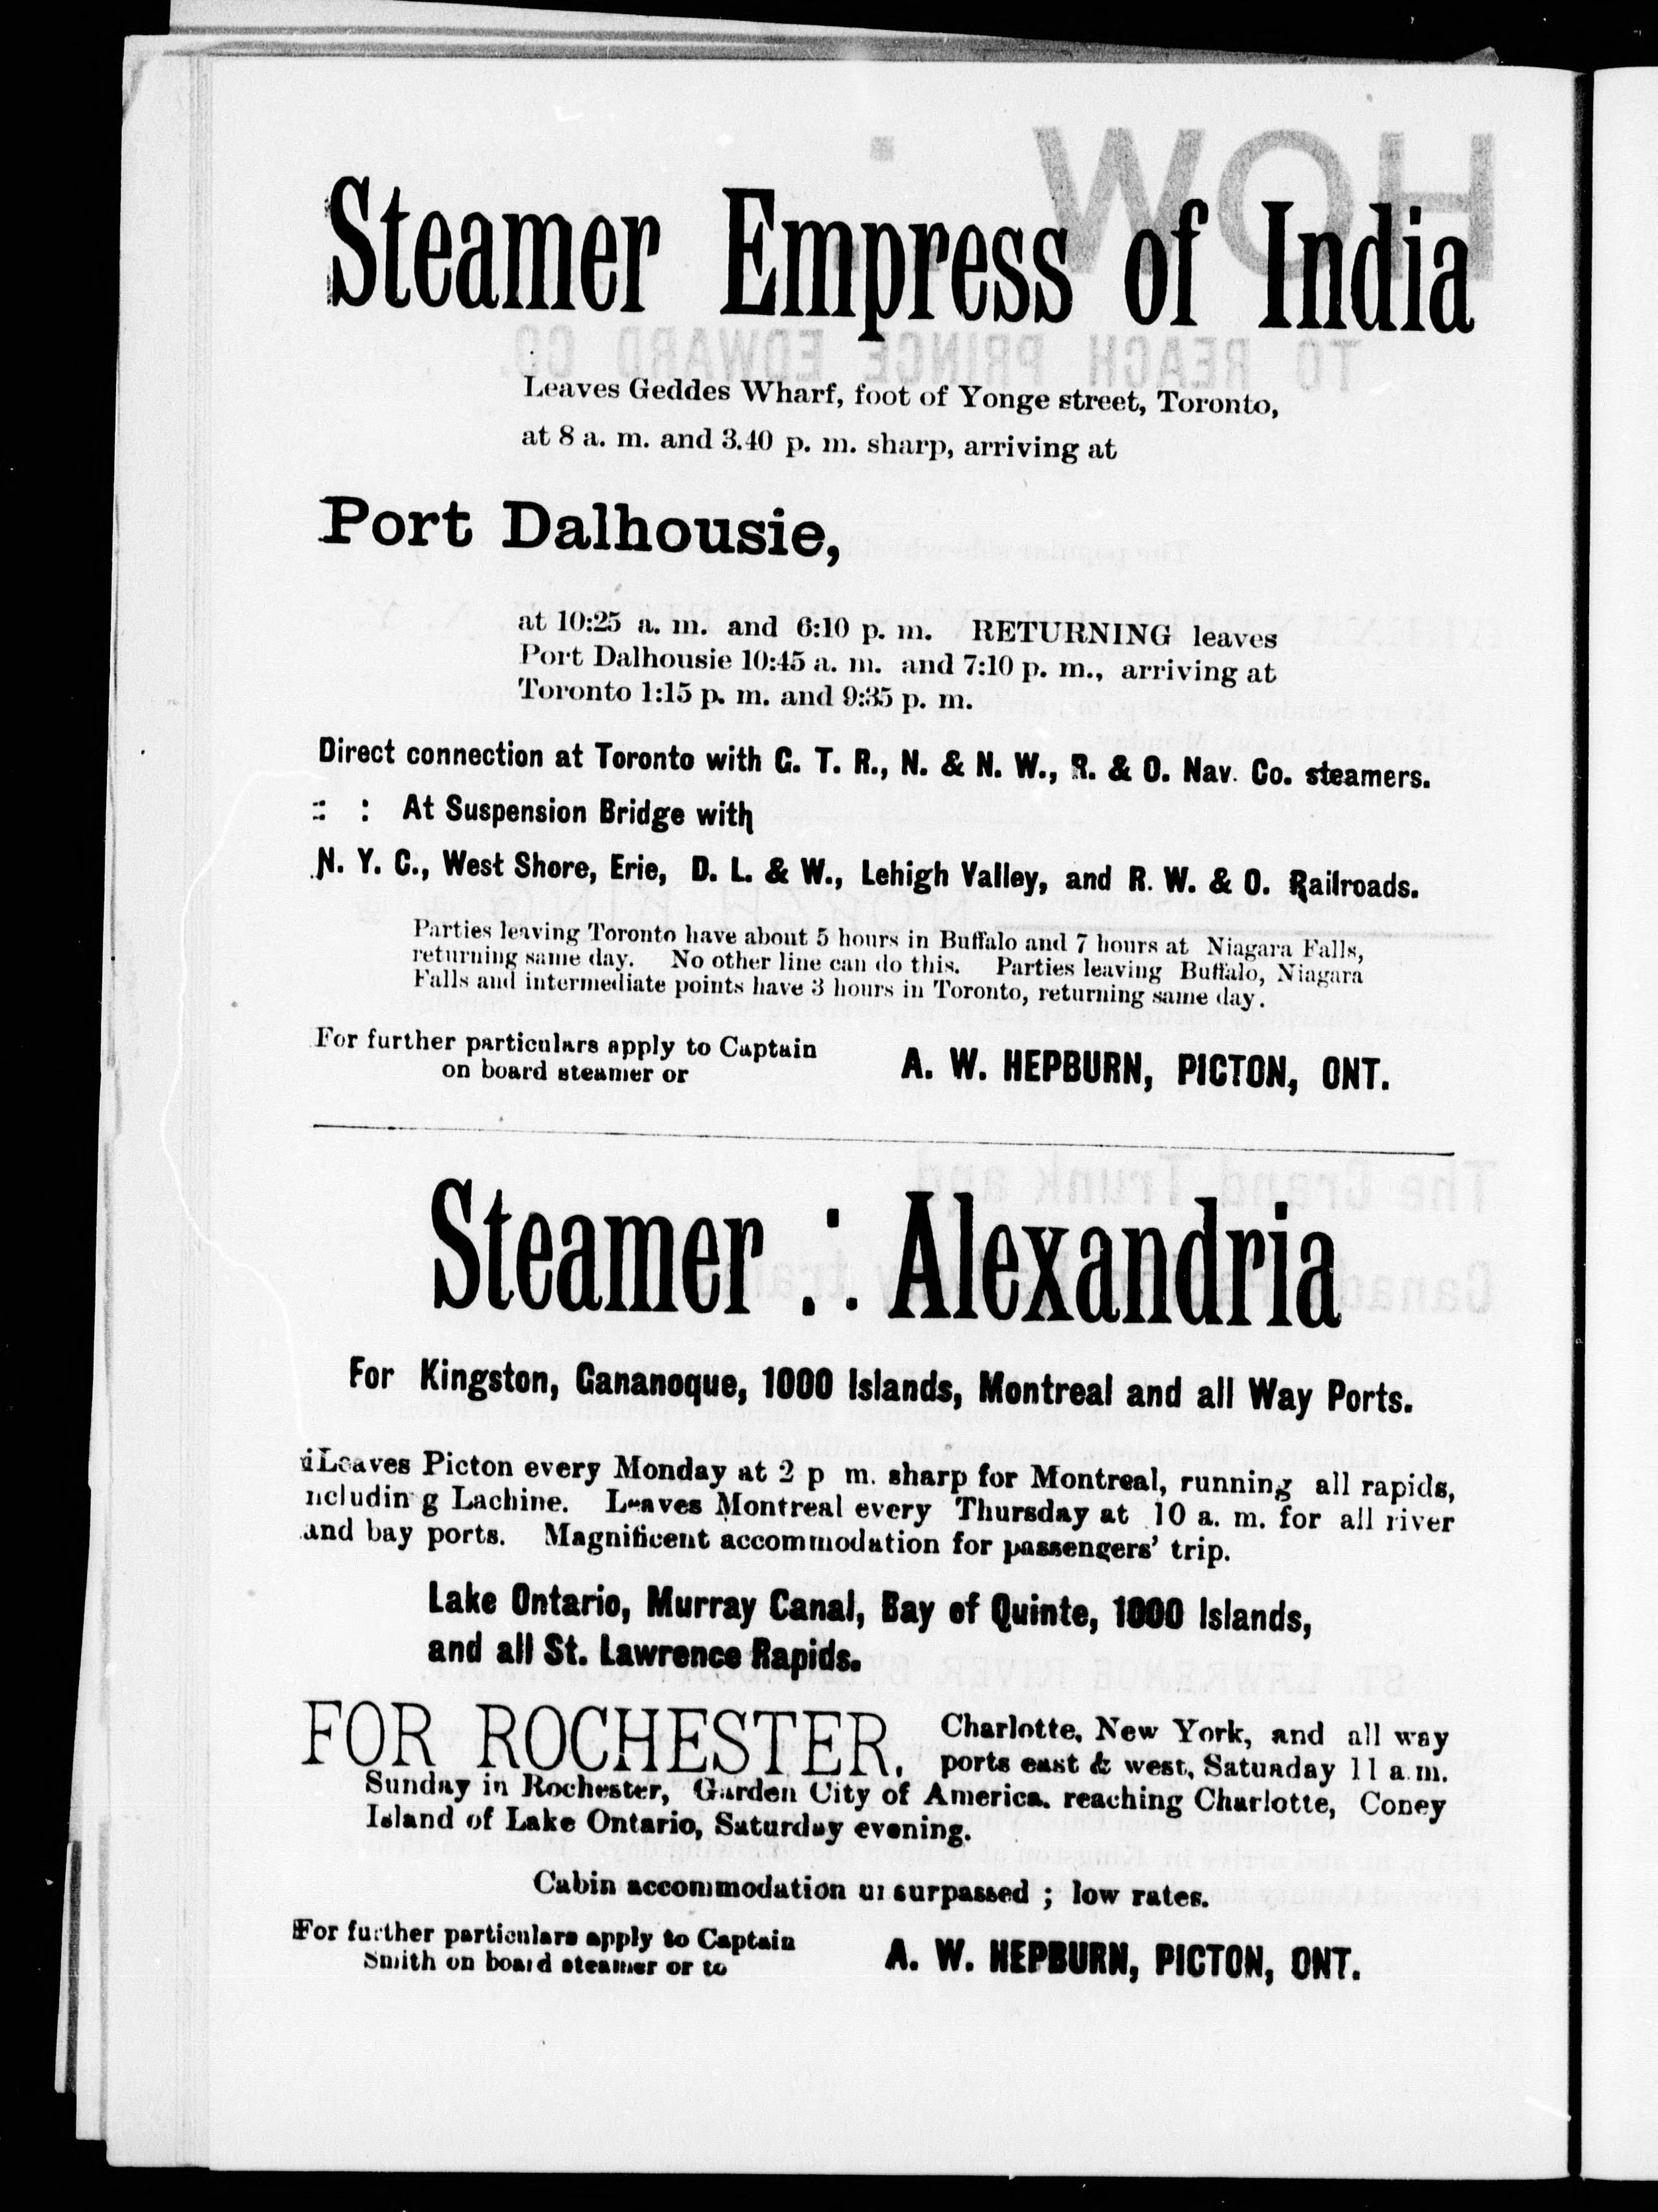 Steamer Empress of India
Leaves Geddes Wharf, foot of Yonge street, Toronto,
at 8 a. m. and 3.40 p. m. sharp, arriving at
Port Dalhousie,
at 10:25 a. m. and 6:10 p. m. RETURNING leaves
Port Dalhousie 10:45 a. m. and 7:10 p. m., arriving at
Toronto 1:15 p. m. and 9:35 p. m.
Direct connection at Toronto with G. T. R., N. & N. W., R. & O. Nav. Co. steamers.
: : At Suspension Bridge with
N. Y. C., West Shore, Erie, D. L. & W., Lehigh Valley, and R. W. & O. Railroads.
Parties leaving Toronto have about 5 hours in Buffalo and 7 hours at Niagara Falls,
returning same day. No other line can do this. Parties leaving Buffalo, Niagara
Falls and intermediate points have 3 hours in Toronto, returning same day.
For further particulars apply to Captain
on board steamer or
A. W. HEPBURN, PICTON, ONT.
Steamer ∴ Alexandria
For Kingston, Gananoque, 1000 Islands, Montreal and all Way Ports.
iLeaves Picton every Monday at 2 p m. sharp for Montreal, running all rapids,
ncludin g Lachine. Leaves Montreal every Thursday at 10 a. m. for all river
and bay ports. Magnificent accommodation for passengers' trip.
Lake Ontario, Murray Canal, Bay of Quinte, 1000 Islands,
and all St. Lawrence Rapids.
FOR ROCHESTER, Charlotte, New York, and all way
ports east & west, Satuaday 11 a.m.
Sunday in Rochester, Garden City of America. reaching Charlotte, Coney
Island of Lake Ontario, Saturday evening.
Cabin accommodation unsurpassed ; low rates.
For further particulars apply to Captain
Smith on board steamer or to
A. W. HEPBURN, PICTON, ONT.